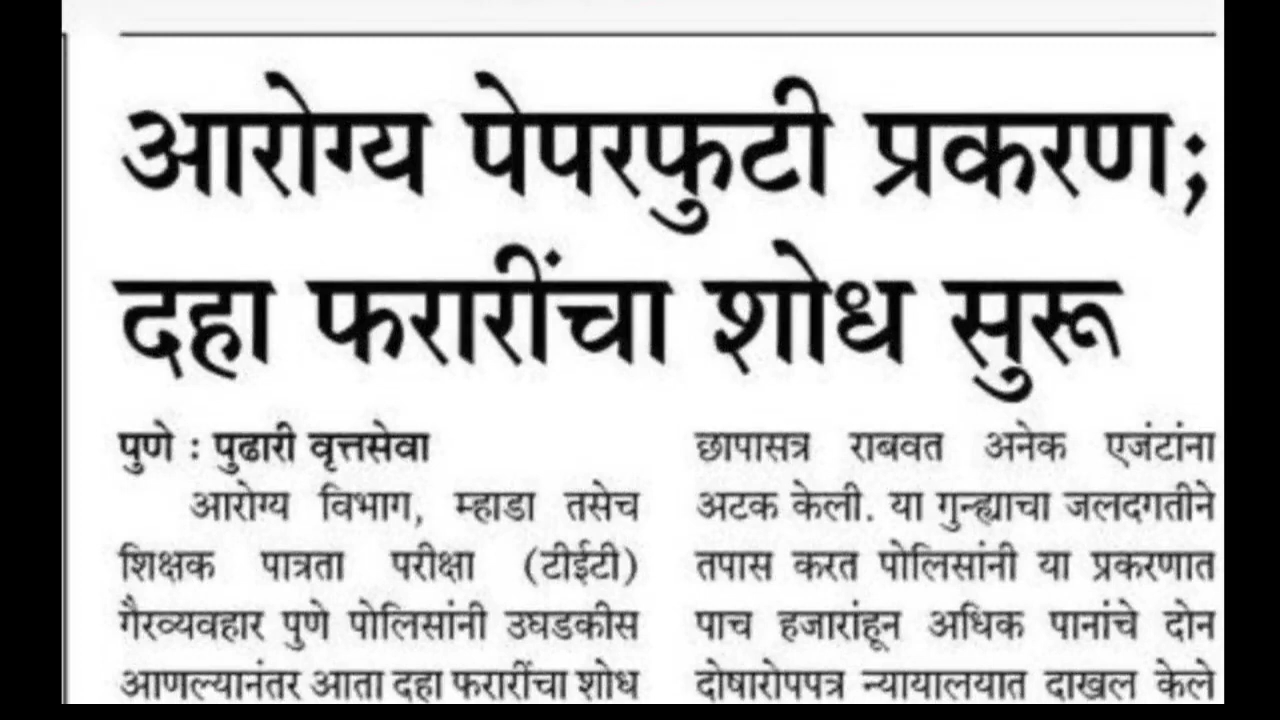 आरोग्य पेपरफुटी प्रकरण;
दहा फरारींचा शोध सुरू
पुणे : पुढारी वृत्तसेवा
आरोग्य विभाग, म्हाडा तसेच
शिक्षक पात्रता परीक्षा (टीईटी)
गैरव्यवहार पुणे पोलिसांनी उघडकीस
आणल्यानंतर आता दहा फरारींचा शोध
छापासत्र राबवत अनेक एजंटांना
अटक केली. या गुन्ह्याचा जलदगतीने
तपास करत पोलिसांनी या प्रकरणात
पाच हजारांहून अधिक पानांचे दोन
दोषारोपपत्र न्यायालयात दाखल केले